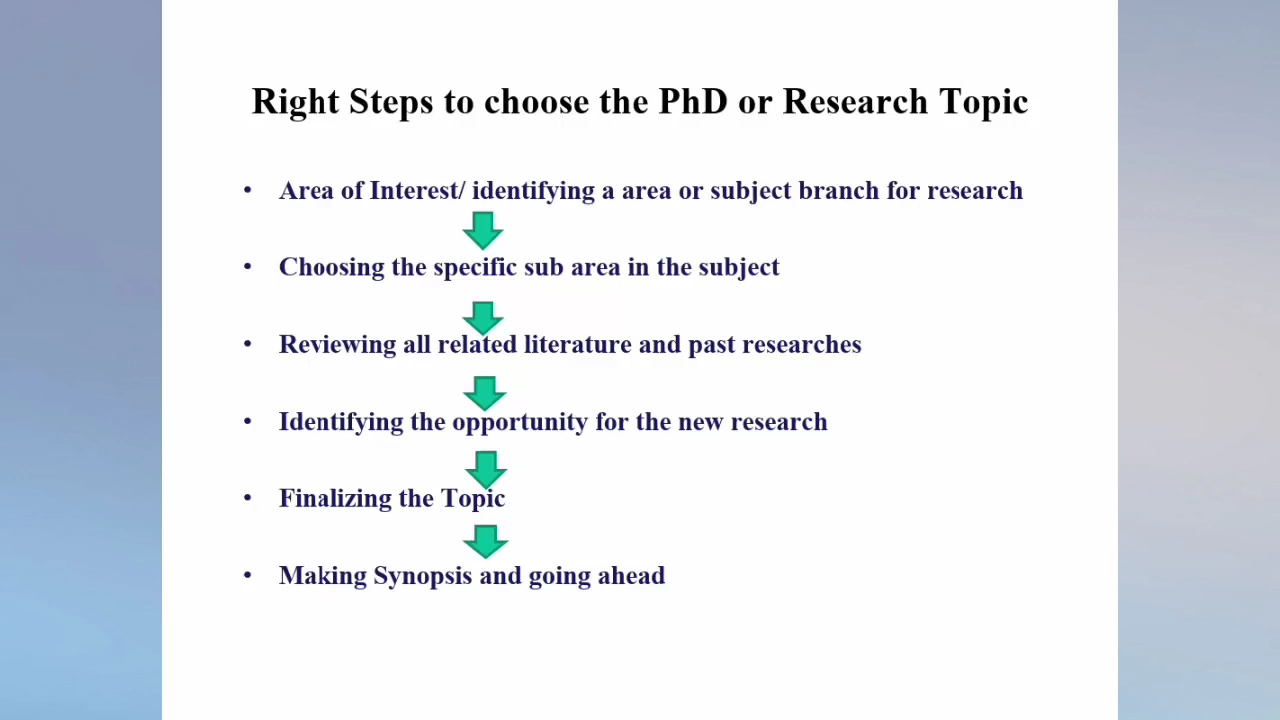 Right Steps to choose the PhD or Research Topic
• Area of Interest/ identifying a area or subject branch for research
• Choosing the specific sub area in the subject
• Reviewing all related literature and past researches
• Identifying the opportunity for the new research
• Finalizing the Topic
• Making Synopsis and going ahead